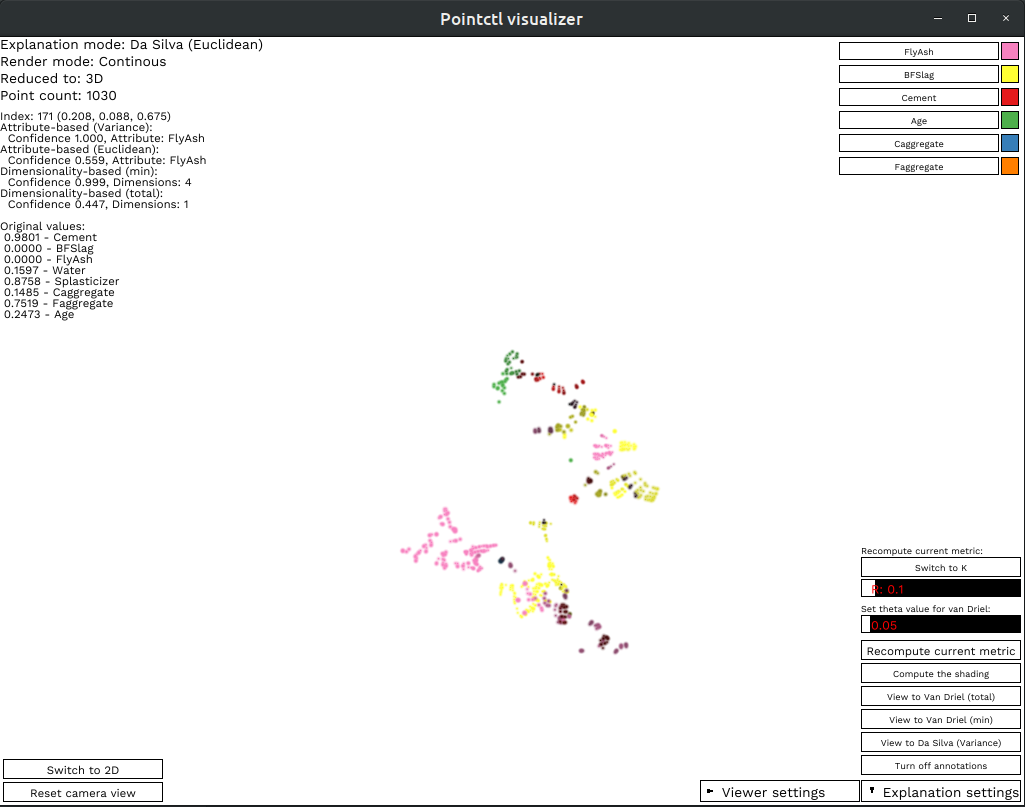 Pointctl visualizer
Explanation mode: Da Silva (Euclidean)
Render mode: Continous
Reduced to: 3D
Point count: 1030
Index: 171 (0.208, 0.088, 0.675)
Attribute-based (Variance):
Confidence 1.000, Attribute: FlyAsh
Attribute-based (Euclidean):
Confidence 0.559, Attribute: FlyAsh
Dimensionality-based (min):
Confidence 0.999, Dimensions: 4
Dimensionality-based (total):
Confidence 0.447, Dimensions: 1
Original values:
0.9801 - Cement
0.0000 - BFSlag
0.0000 - FlyAsh
0.1597 - Water
0.8758 - Splasticizer
0.1485 - Caggregate
0.7519 - Faggregate
0.2473 - Age
FlyAsh
BFSlag
Cement
Age
Caggregate
Faggregate
Recompute current metric:
Switch to K
R: 0.1
Set theta value for van Driel:
0.05
Recompute current metric
Compute the shading
View to Van Driel (total)
View to Van Driel (min)
View to Da Silva (Variance)
Turn off annotations
Switch to 2D
Reset camera view
Viewer settings
Explanation settings